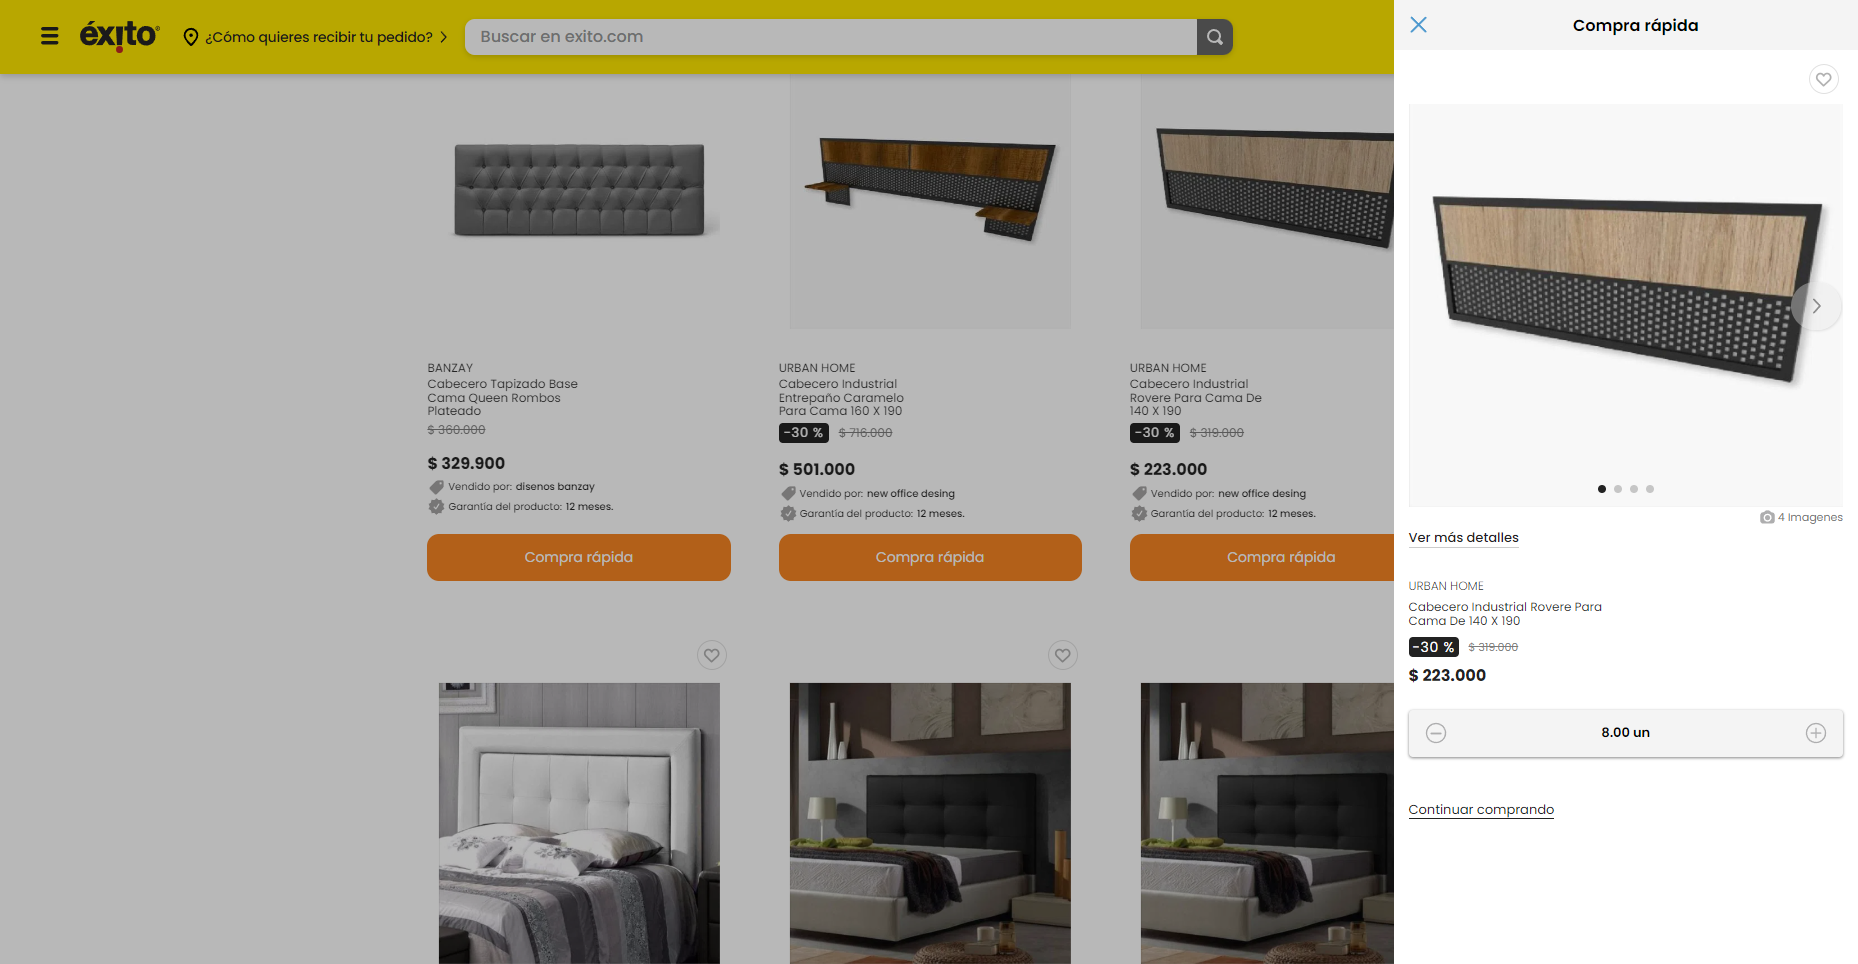 éxito
¿Cómo quieres recibir tu pedido?
Buscar en exito.com
BANZAY
Cabecero Tapizado Base
Cama Queen Rombos
Plateado
$ 360.000
$ 329.900
Vendido por: disenos banzay
Garantía del producto: 12 meses.
Compra rápida
URBAN HOME
Cabecero Industrial
Entrepaño Caramelo
Para Cama 160 X 190
-30 % $ 716.000
$ 501.000
Vendido por: new office desing
Garantía del producto: 12 meses.
Compra rápida
URBAN HOME
Cabecero Industrial
Rovere Para Cama De
140 X 190
-30 % $ 319.000
$ 223.000
Vendido por: new office desing
Garantía del producto: 12 meses.
Compra rápida
Compra rápida
4 Imagenes
Ver más detalles
URBAN HOME
Cabecero Industrial Rovere Para
Cama De 140 X 190
-30 % $ 319.000
$ 223.000
8.00 un
Continuar comprando